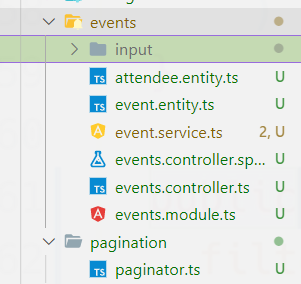 events
input
TS attendee.entity.ts U
TS event.entity.ts U
event.service.ts 2, U
events.controller.sp... U
TS events.controller.ts U
events.module.ts U
pagination
TS paginator.ts U